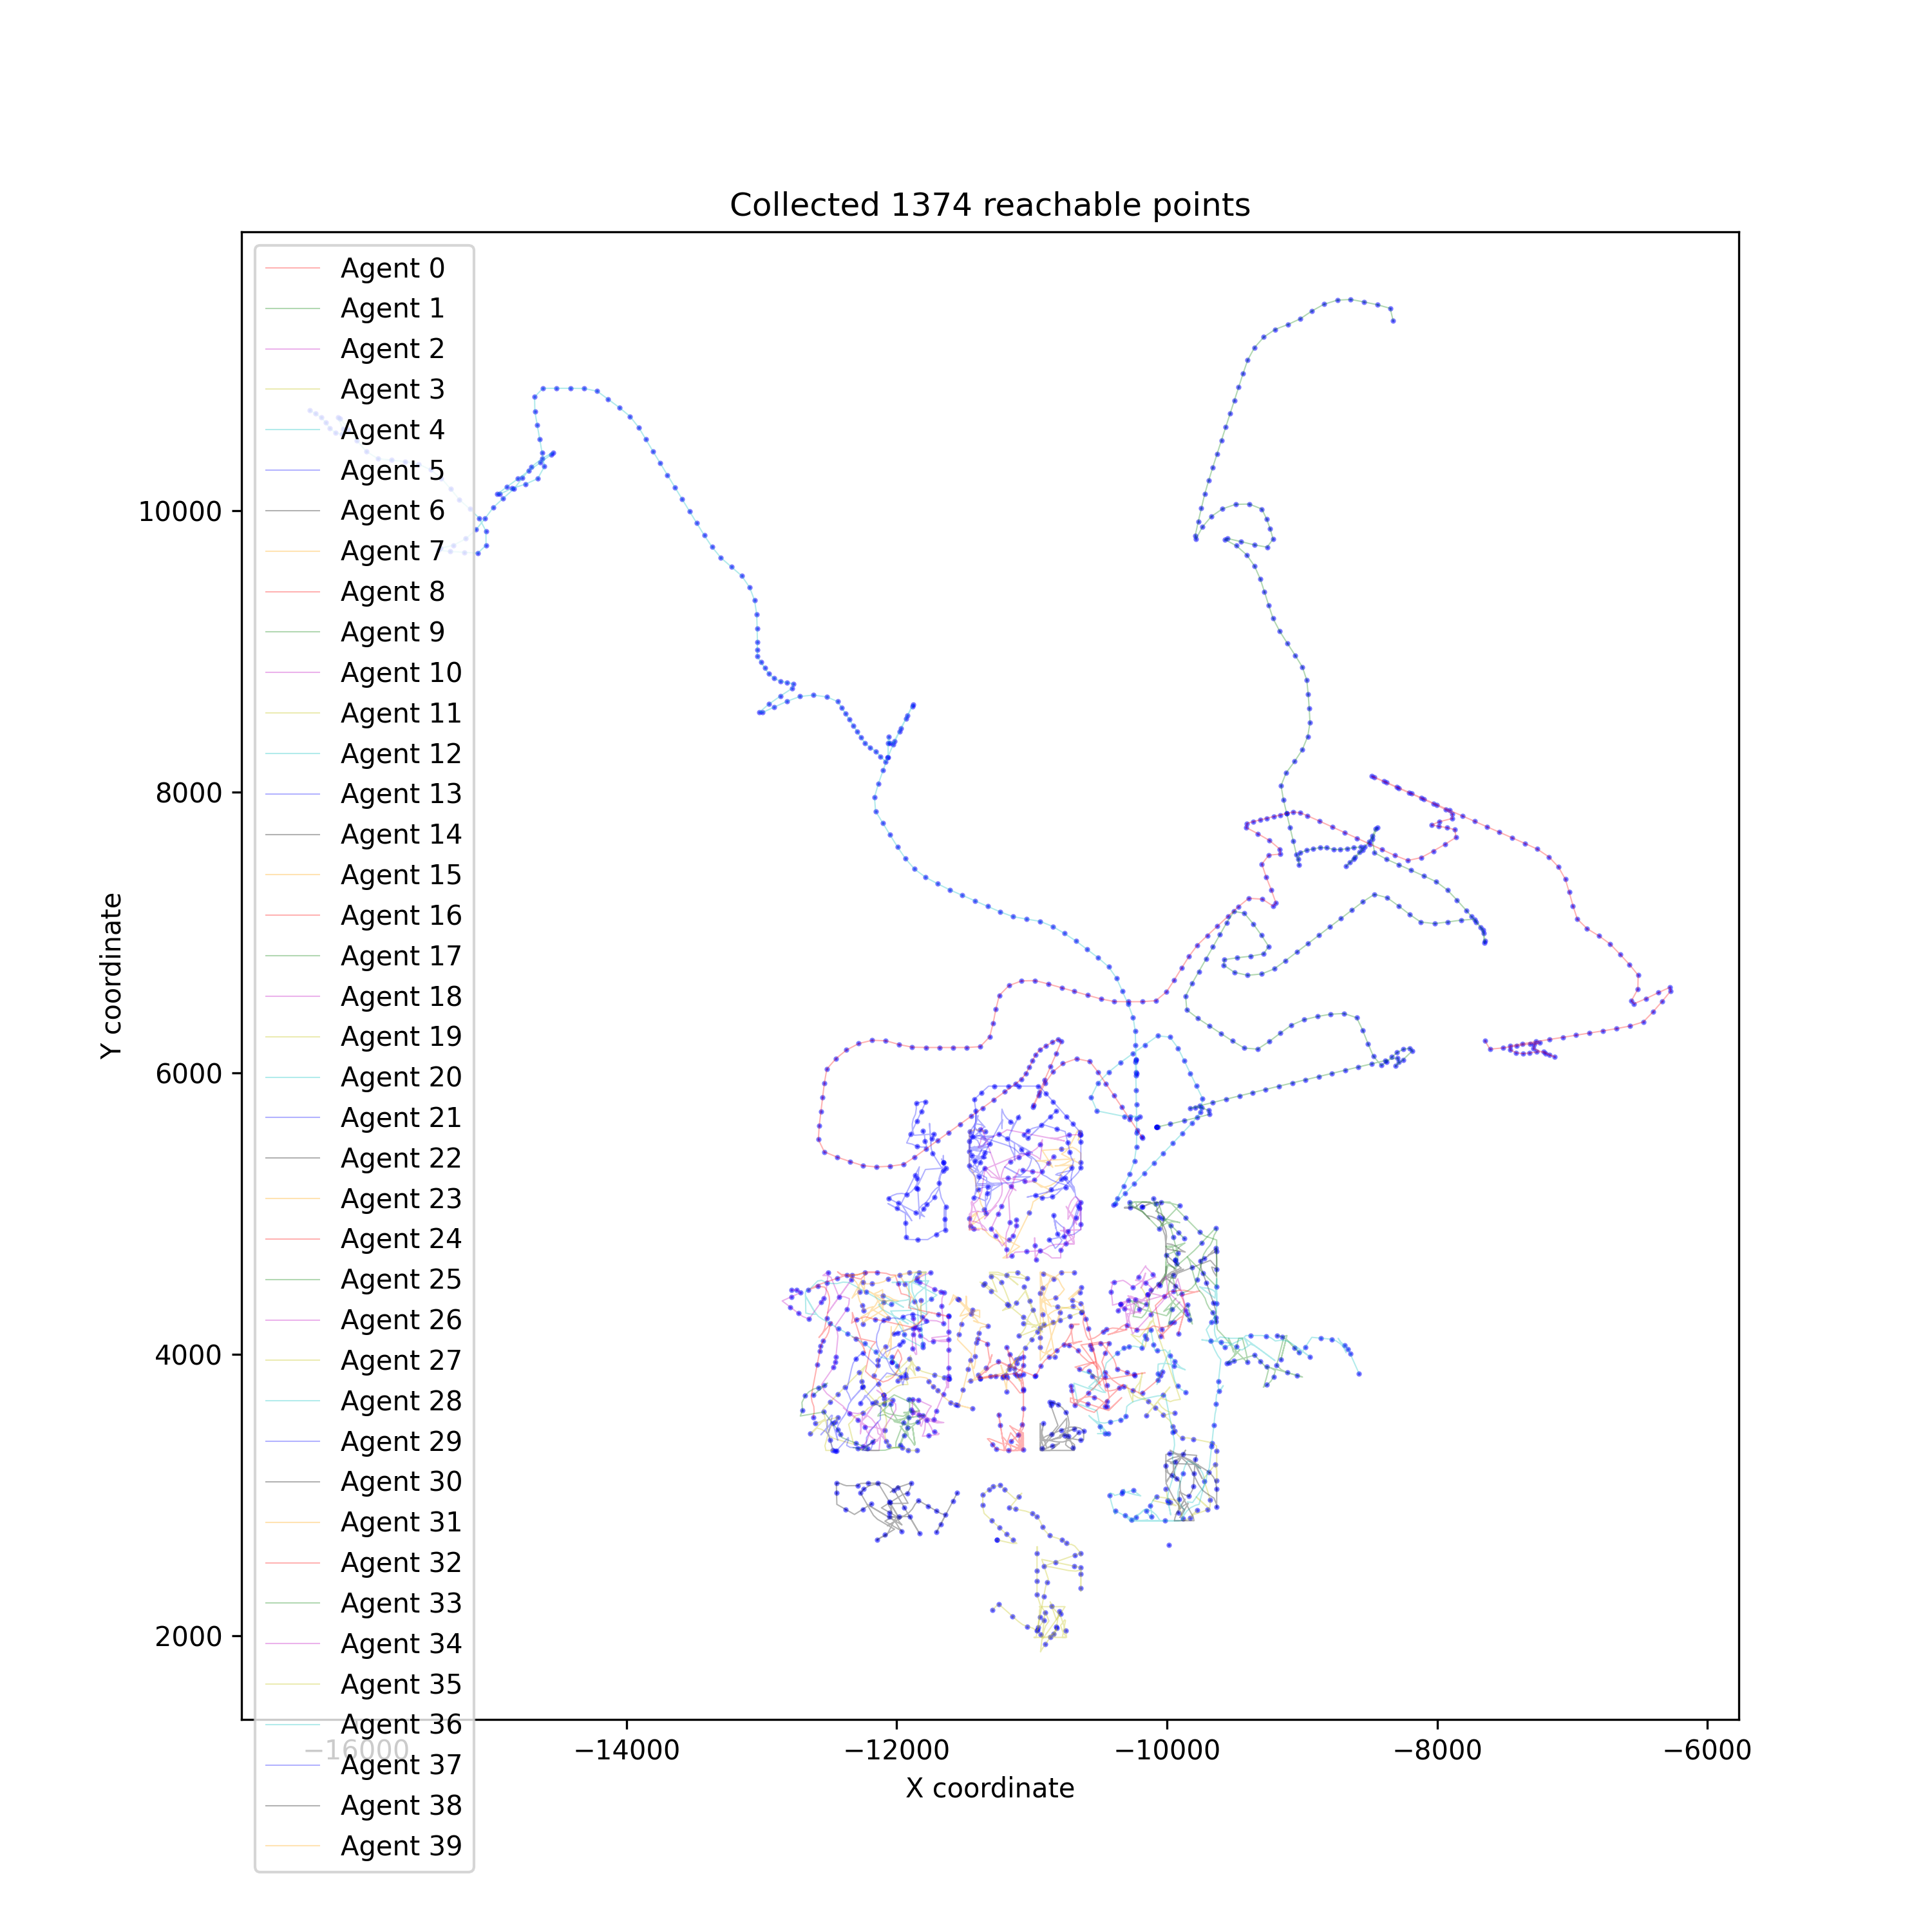 Collected 1374 reachable points
Agent 0
Agent 1
Agent 2
Agent 3
Agent 4
Agent 5
Agent 6
Agent 7
Agent 8
Agent 9
Agent 10
Agent 11
Agent 12
Agent 13
Agent 14
Agent 15
Agent 16
Agent 17
Agent 18
Agent 19
Agent 20
Agent 21
Agent 22
Agent 23
Agent 24
Agent 25
Agent 26
Agent 27
Agent 28
Agent 29
Agent 30
Agent 31
Agent 32
Agent 33
Agent 34
Agent 35
Agent 36
Agent 37
Agent 38
Agent 39
Y coordinate
10000
8000
6000
4000
2000
−16000 −14000 −12000 −10000 −8000 −6000
X coordinate